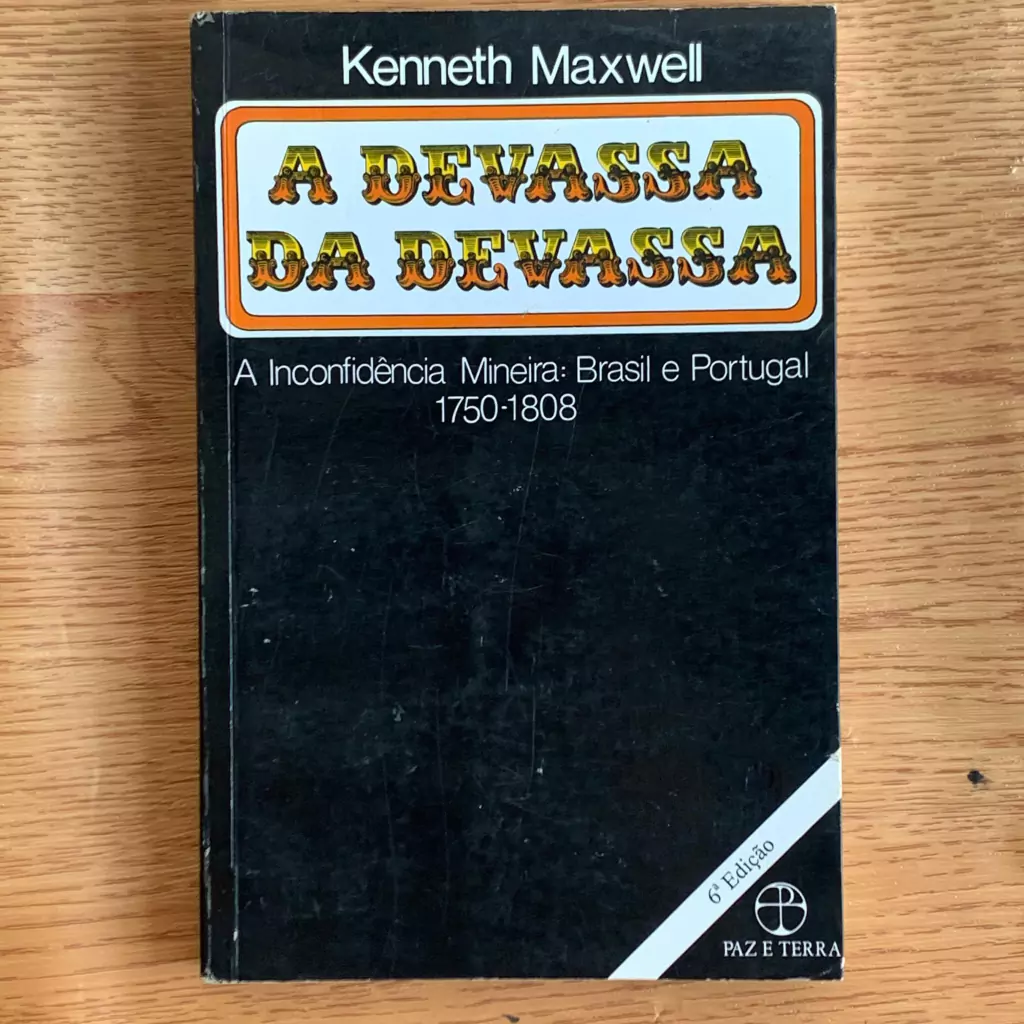 Kenneth Maxwell
A DEVASSA
DA DEVASSA
A Inconfidência Mineira: Brasil e Portugal
1750-1808
6ª Edição
PAZ E TERRA